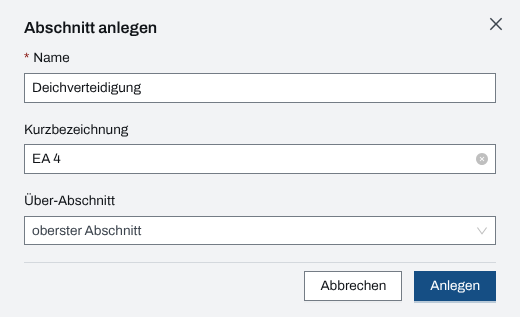 Abschnitt anlegen
* Name
Deichverteidigung
Kurzbezeichnung
EA 4
Über-Abschnitt
oberster Abschnitt
Abbrechen
Anlegen